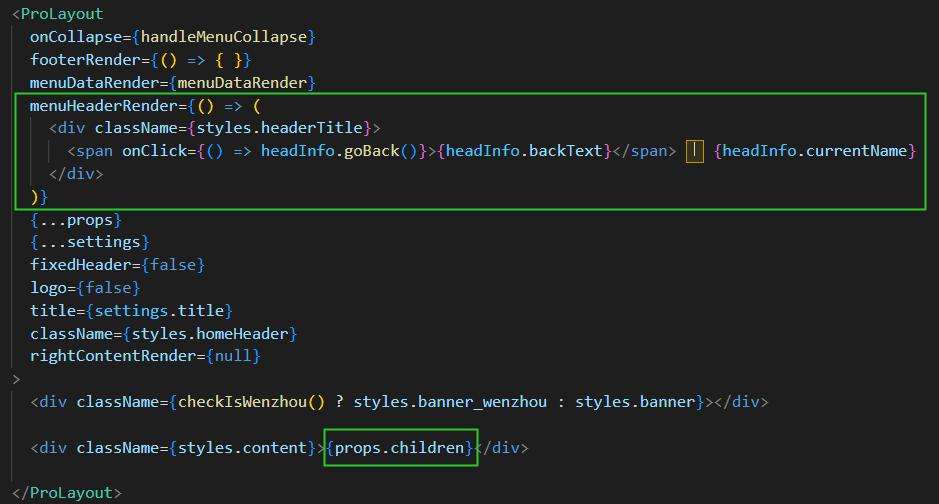 <ProLayout
onCollapse={handleMenuCollapse}
footerRender={() => { }}
menuDataRender={menuDataRender}
menuHeaderRender={() => (
<div className={styles.headerTitle}>
<span onClick={() => headInfo.goBack()}>{headInfo.backText}</span> | {headInfo.currentName}
</div>
)}
{...props}
{...settings}
fixedHeader={false}
logo={false}
title={settings.title}
className={styles.homeHeader}
rightContentRender={null}
>
<div className={checkIsWenzhou() ? styles.banner_wenzhou : styles.banner}></div>
<div className={styles.content}>{props.children}</div>
</ProLayout>